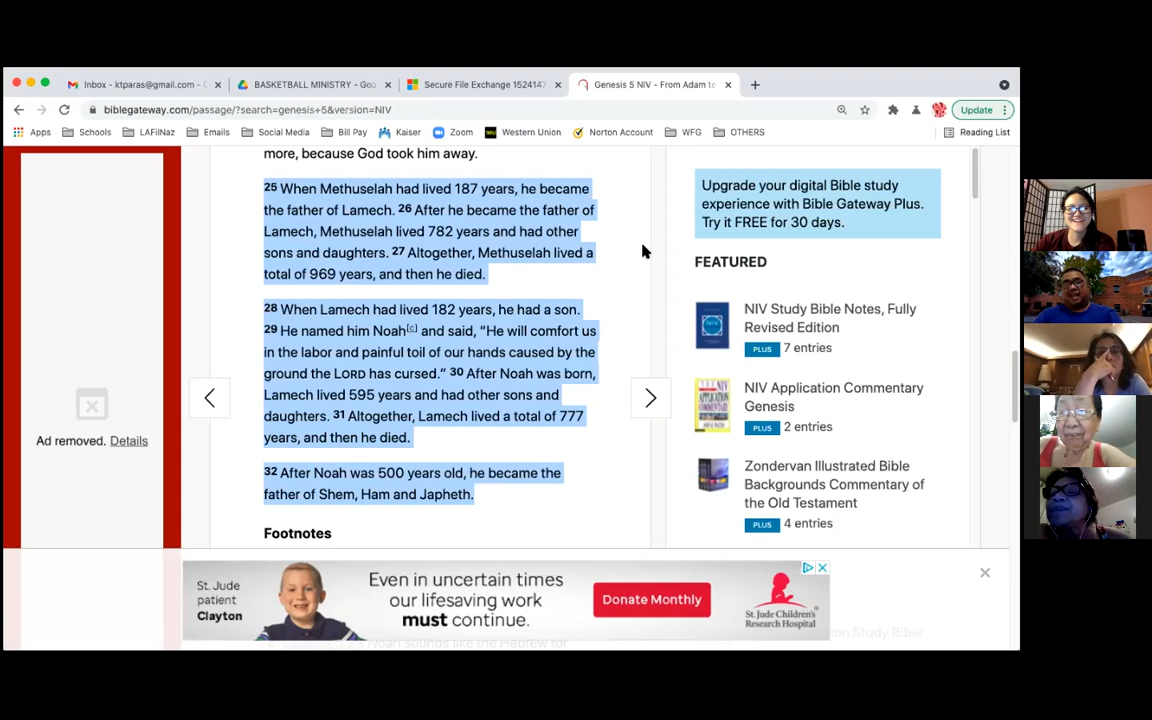 Inbox - ktparas@gmail.com -
BASKETBALL MINISTRY - Goo
Secure File Exchange 1524147
Genesis 5 NIV - From Adam to
biblegateway.com/passage/?search=genesis+5&version=NIV
Update
Apps
Schools
LAFilNaz
Emails
Social Media
Bill Pay
Kaiser
Zoom
Western Union
Norton Account
WFG
OTHERS
Reading List
more, because God took him away.
25 When Methuselah had lived 187 years, he became
the father of Lamech. 26 After he became the father of
Lamech, Methuselah lived 782 years and had other
sons and daughters. 27 Altogether, Methuselah lived a
total of 969 years, and then he died.
28 When Lamech had lived 182 years, he had a son.
29 He named him Noah[c] and said, “He will comfort us
in the labor and painful toil of our hands caused by the
ground the LORD has cursed.” 30 After Noah was born,
Lamech lived 595 years and had other sons and
daughters. 31 Altogether, Lamech lived a total of 777
years, and then he died.
32 After Noah was 500 years old, he became the
father of Shem, Ham and Japheth.
Footnotes
Ad removed. Details
Upgrade your digital Bible study
experience with Bible Gateway Plus.
Try it FREE for 30 days.
FEATURED
NIV Study Bible Notes, Fully
Revised Edition
PLUS 7 entries
NIV Application Commentary
Genesis
PLUS 2 entries
Zondervan Illustrated Bible
Backgrounds Commentary of
the Old Testament
PLUS 4 entries
St. Jude
patient
Clayton
Even in uncertain times
our lifesaving work
must continue.
Donate Monthly
St. Jude Children's
Research Hospital
Study Bible
Noah sounds like the Hebrew for